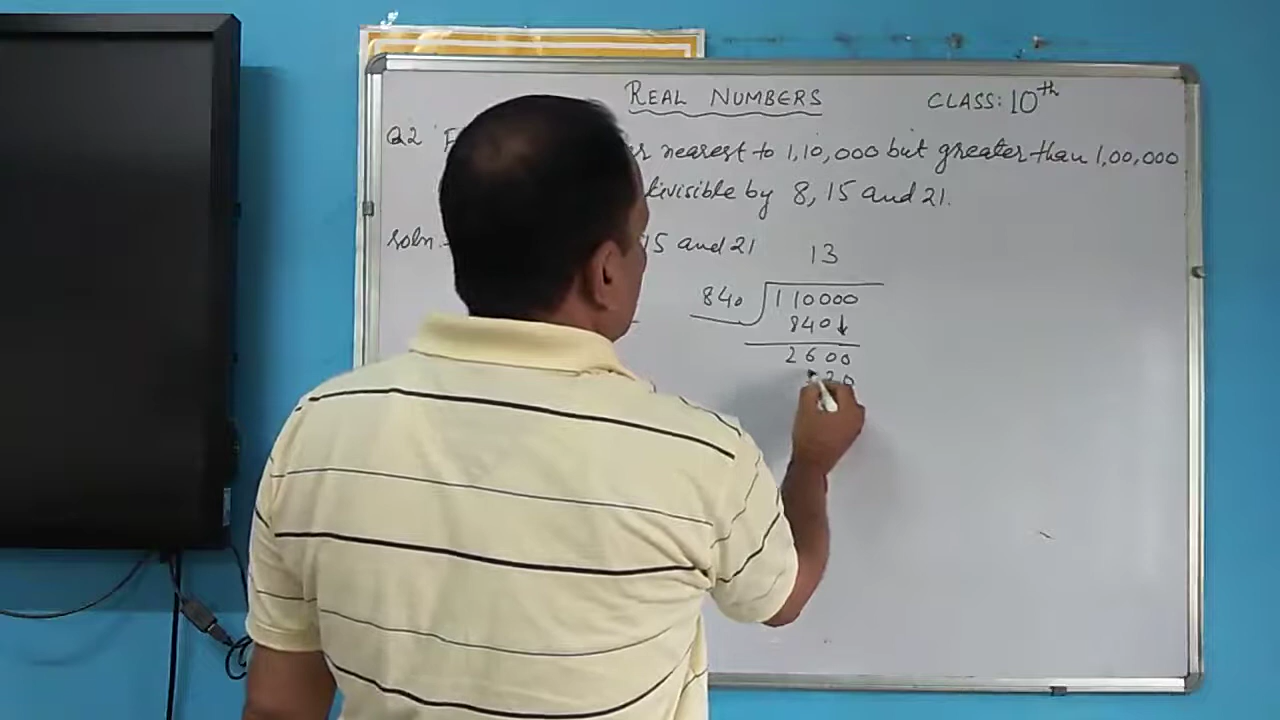 REAL NUMBERS CLASS: 10th
Q2 nearest to 1,10,000 but greater than 1,00,000
divisible by 8, 15 and 21.
Soln. 15 and 21
13
840 110000
840↓
2600
20